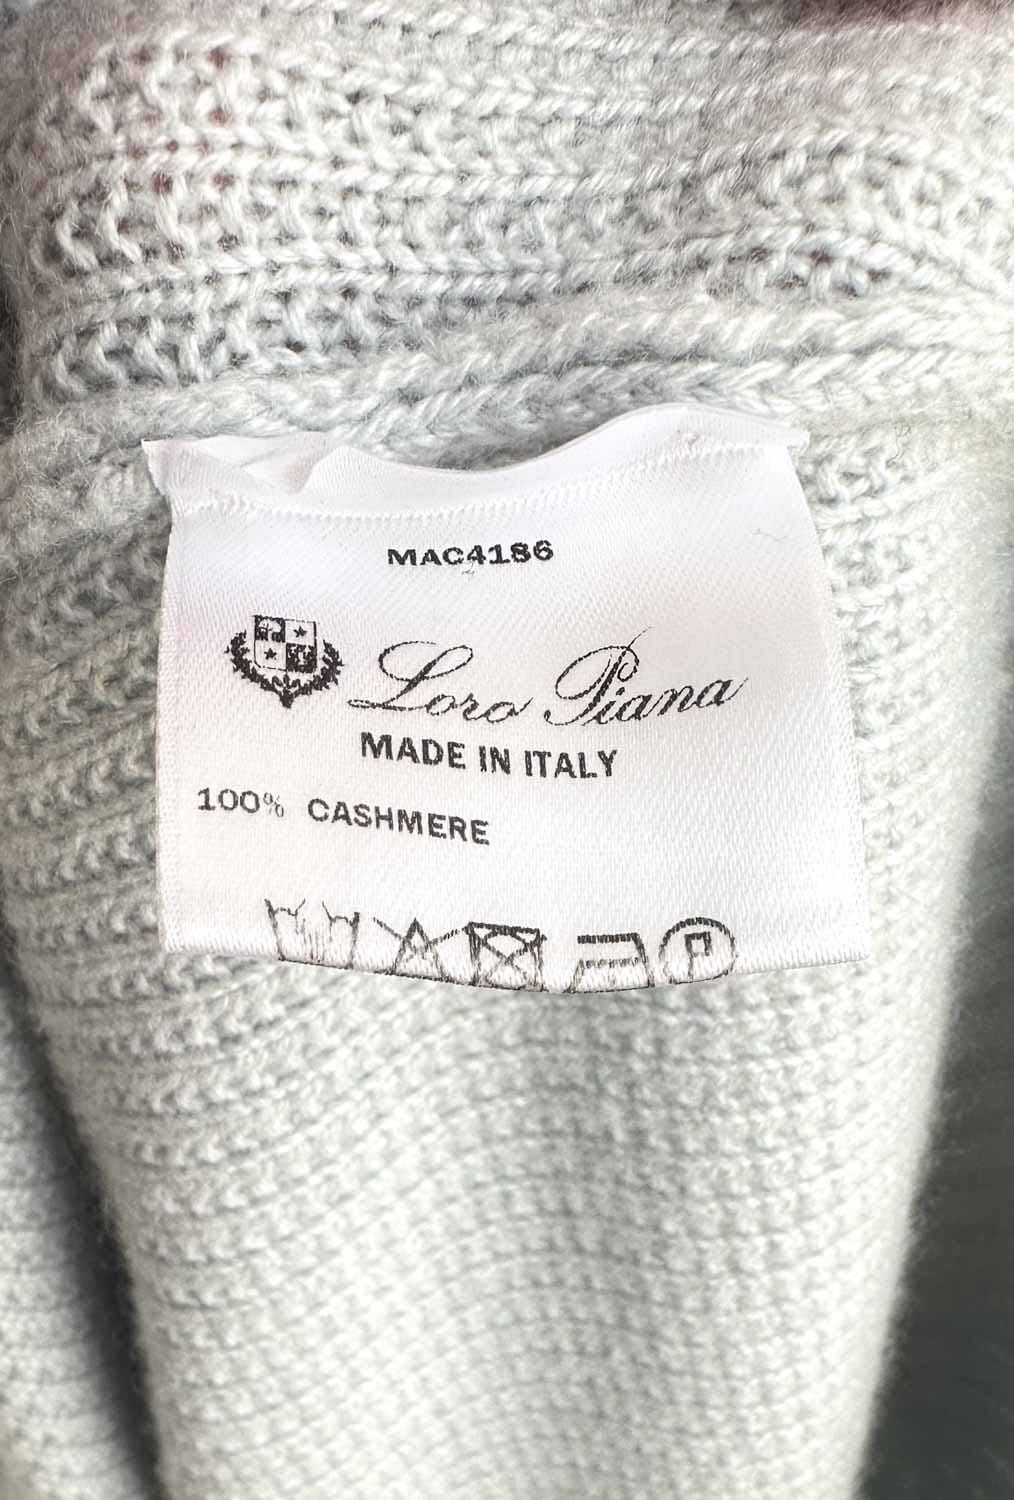 MAC4186
Loro Piana
MADE IN ITALY
100% CASHMERE
P